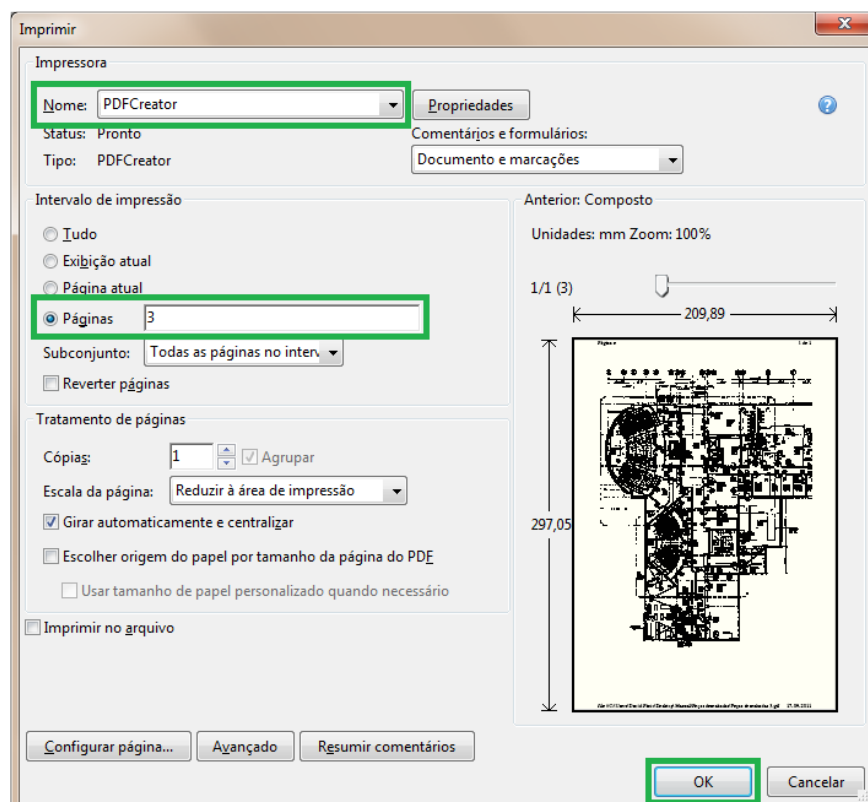 Imprimir
Impressora
Nome: PDFCreator Propriedades
Status: Pronto Comentários e formulários:
Tipo: PDFCreator Documento e marcações
Intervalo de impressão Anterior: Composto
Tudo Unidades: mm Zoom: 100%
Exibição atual
Página atual 1/1 (3)
Páginas 3 209,89
Subconjunto: Todas as páginas no interv
Reverter páginas
Tratamento de páginas
Cópias: 1 Agrupar
Escala da página: Reduzir à área de impressão
Girar automaticamente e centralizar 297,05
Escolher origem do papel por tamanho da página do PDF
Usar tamanho de papel personalizado quando necessário
Imprimir no arquivo
Configurar página... Avançado Resumir comentários
OK Cancelar